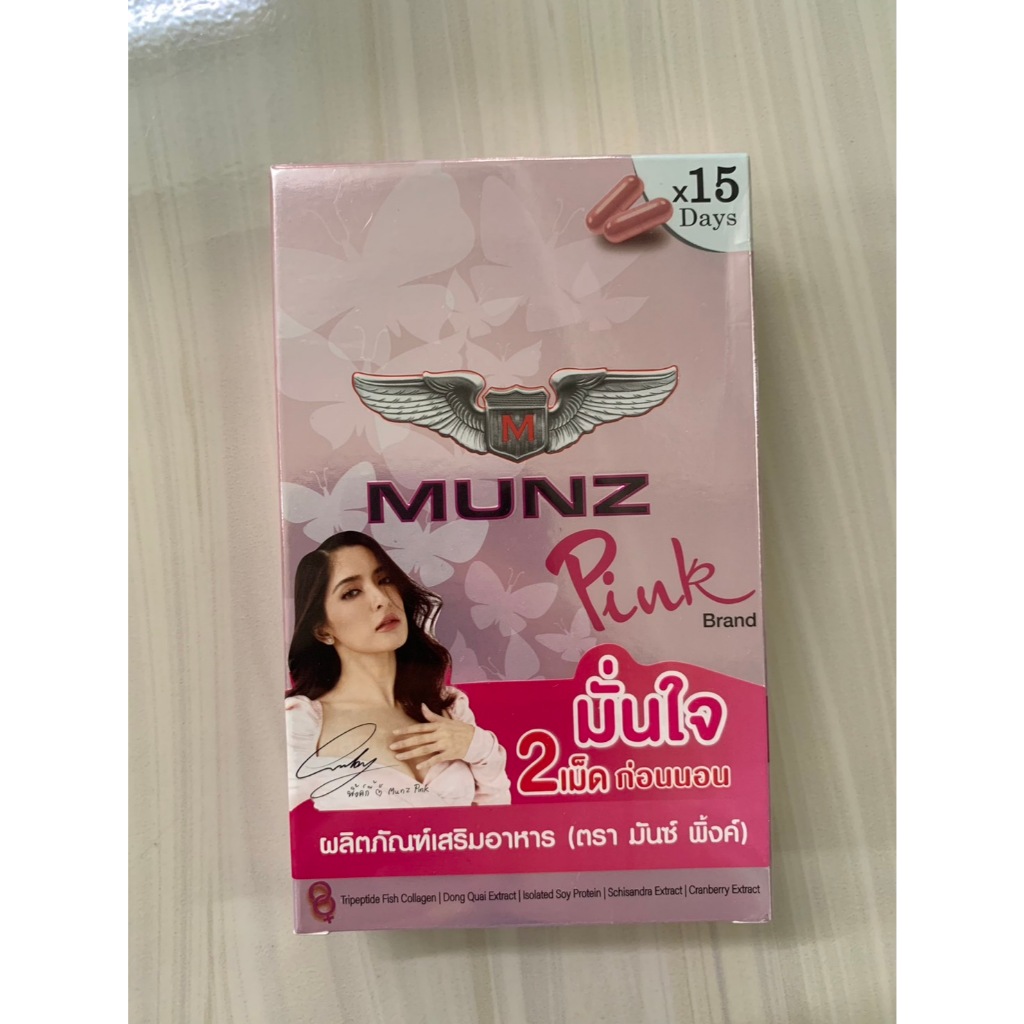 x15
Days
M
MUNZ
Pink
Brand
มั่นใจ
2เม็ด ก่อนนอน
Munz Pink
ผลิตภัณฑ์เสริมอาหาร (ตรา มันซ์ พิ้งค์)
Tripeptide Fish Collagen | Dong Quai Extract | Isolated Soy Protein | Schisandra Extract | Cranberry Extract